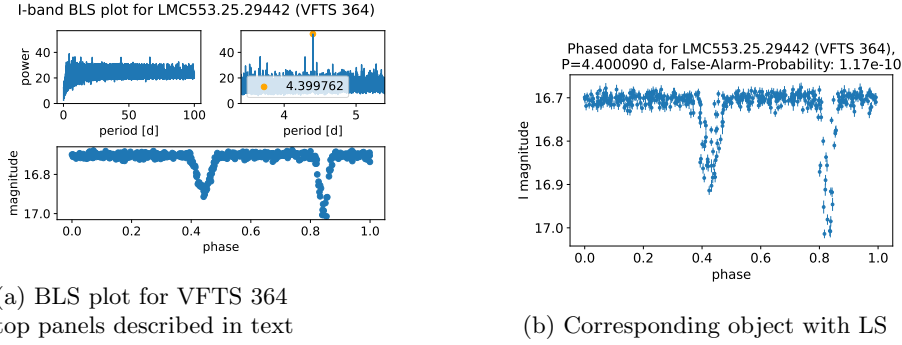 I-band BLS plot for LMC553.25.29442 (VFTS 364)
power
40
20
0
0
50
100
period [d]
40
20
0
4.399762
4
5
period [d]
magnitude
16.8
17.0
0.0
0.2
0.4
0.6
0.8
1.0
phase
a) BLS plot for VFTS 364
top panels described in text
Phased data for LMC553.25.29442 (VFTS 364),
P=4.400090 d, False-Alarm-Probability: 1.17e-10
I magnitude
16.7
16.8
16.9
17.0
0.0
0.2
0.4
0.6
0.8
1.0
phase
(b) Corresponding object with LS